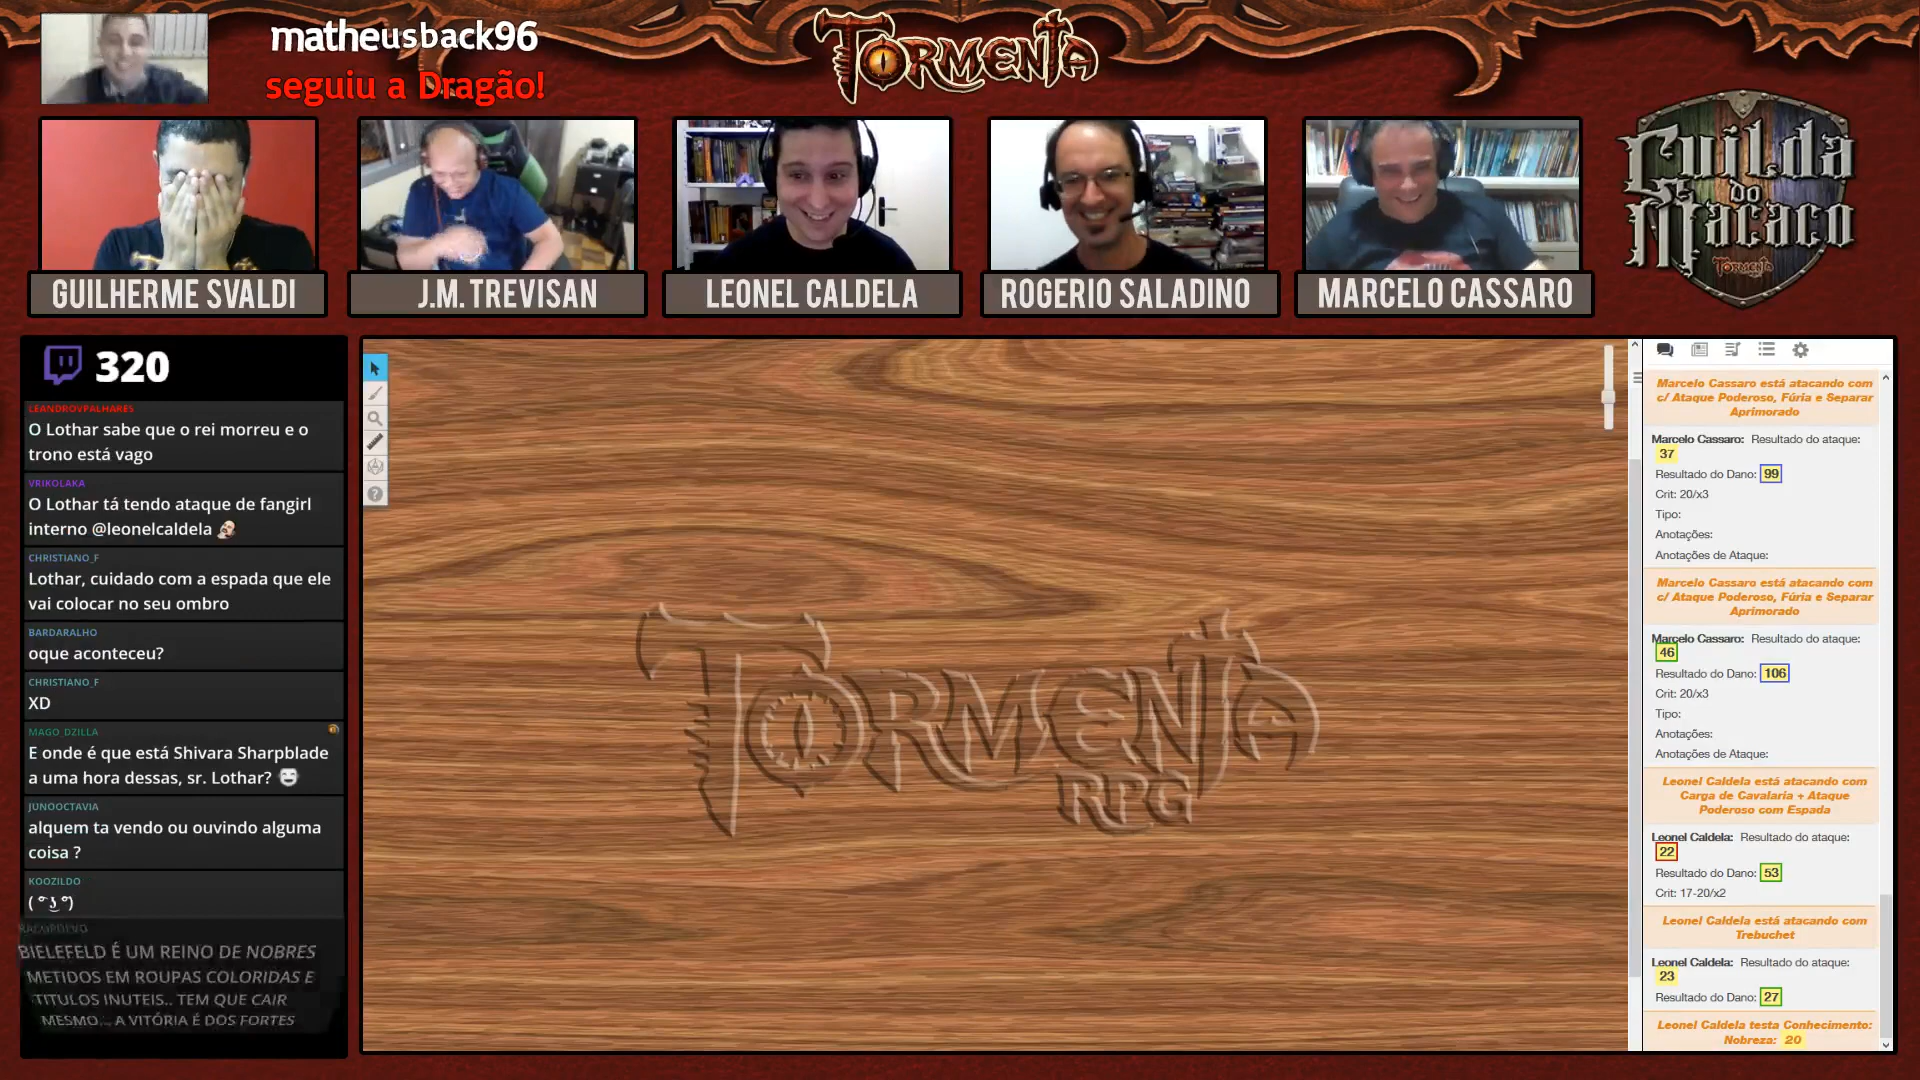 matheusback96
seguiu a Dragão!
TORMENTA
GUILHERME SVALDI
J.M. TREVISAN
LEONEL CALDELA
ROGERIO SALADINO
MARCELO CASSARO
Guilda
do
Macaco
TORMENTA
320
LEANDROVPALHARES
O Lothar sabe que o rei morreu e o
trono está vago
VRIKOLAKA
O Lothar tá tendo ataque de fangirl
interno @leonelcaldela
CHRISTIANO_F
Lothar, cuidado com a espada que ele
vai colocar no seu ombro
BARDARALHO
oque aconteceu?
CHRISTIANO_F
XD
MAGO_DZILLA
E onde é que está Shivara Sharpblade
a uma hora dessas, sr. Lothar?
JUNOOCTAVIA
alquem ta vendo ou ouvindo alguma
coisa ?
KOOZILDO
( ͡° ͜ʖ ͡°)
BIELEFELD É UM REINO DE NOBRES
METIDOS EM ROUPAS COLORIDAS E
TITULOS INUTEIS.. TEM QUE CAIR
MESMO... A VITÓRIA É DOS FORTES
TORMENTA
RPG
Marcelo Cassaro está atacando com
c/ Ataque Poderoso, Fúria e Separar
Aprimorado
Marcelo Cassaro: Resultado do ataque:
37
Resultado do Dano: 99
Crit: 20/x3
Tipo:
Anotações:
Anotações de Ataque:
Marcelo Cassaro está atacando com
c/ Ataque Poderoso, Fúria e Separar
Aprimorado
Marcelo Cassaro: Resultado do ataque:
46
Resultado do Dano: 106
Crit: 20/x3
Tipo:
Anotações:
Anotações de Ataque:
Leonel Caldela está atacando com
Carga de Cavalaria + Ataque
Poderoso com Espada
Leonel Caldela: Resultado do ataque:
22
Resultado do Dano: 53
Crit: 17-20/x2
Leonel Caldela está atacando com
Trebuchet
Leonel Caldela: Resultado do ataque:
23
Resultado do Dano: 27
Leonel Caldela testa Conhecimento:
Nobreza: 20